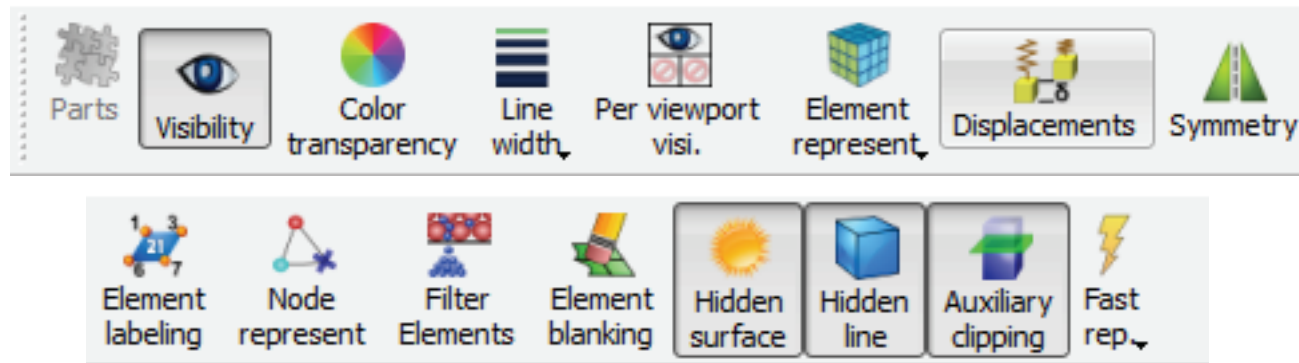 Parts
Visibility
Color
transparency
Line
width
Per viewport
visi.
Element
represent
δ
Displacements
Symmetry
1 3
21
6 7
Element
labeling
Node
represent
Filter
Elements
Element
blanking
Hidden
surface
Hidden
line
Auxiliary
clipping
Fast
rep.